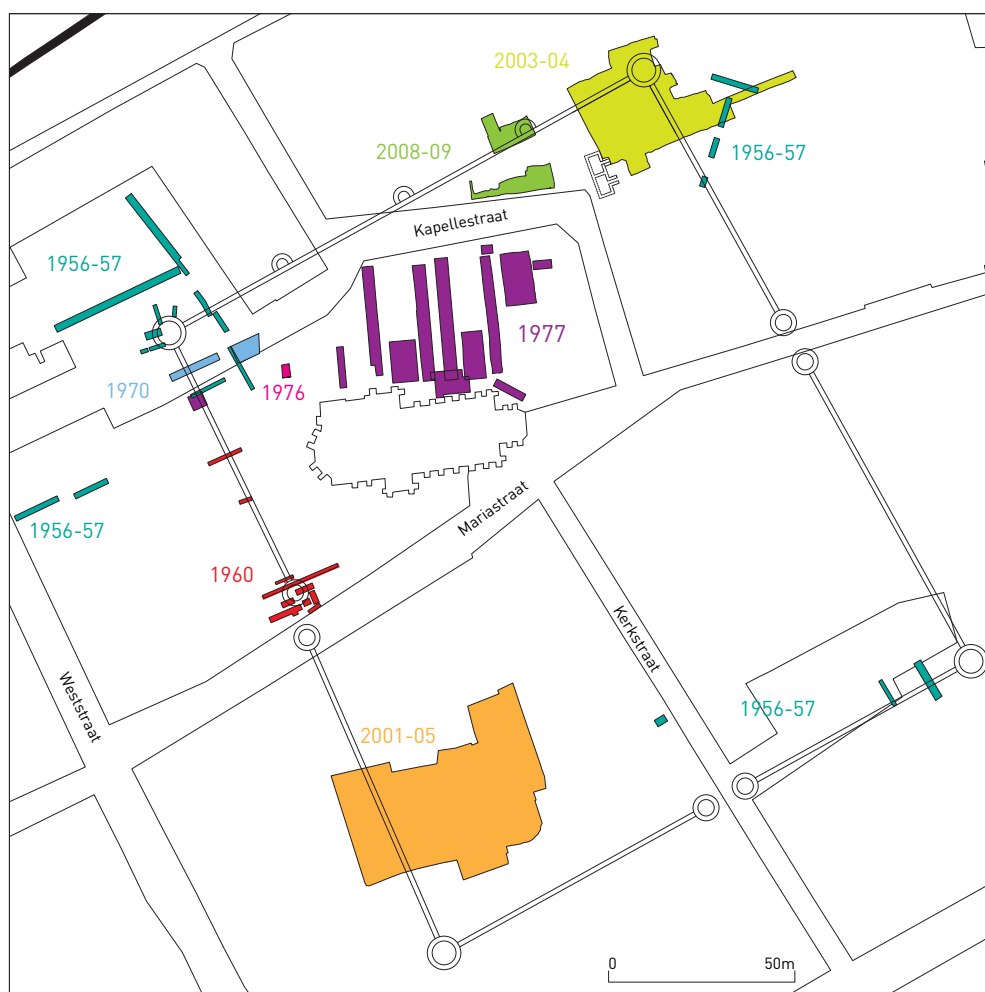 2003-04
2008-09
1956-57
Kapellestraat
1956-57
1977
1970
1976
Mariastraat
1956-57
1960
Kerkstraat
Weststraat
1956-57
2001-05
0
50m